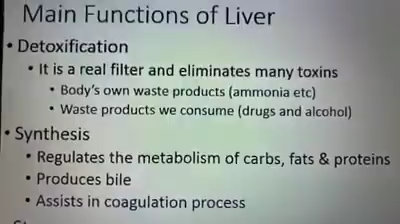 Main Functions of Liver
• Detoxification
• It is a real filter and eliminates many toxins
• Body's own waste products (ammonia etc)
• Waste products we consume (drugs and alcohol)
• Synthesis
• Regulates the metabolism of carbs, fats & proteins
• Produces bile
• Assists in coagulation process